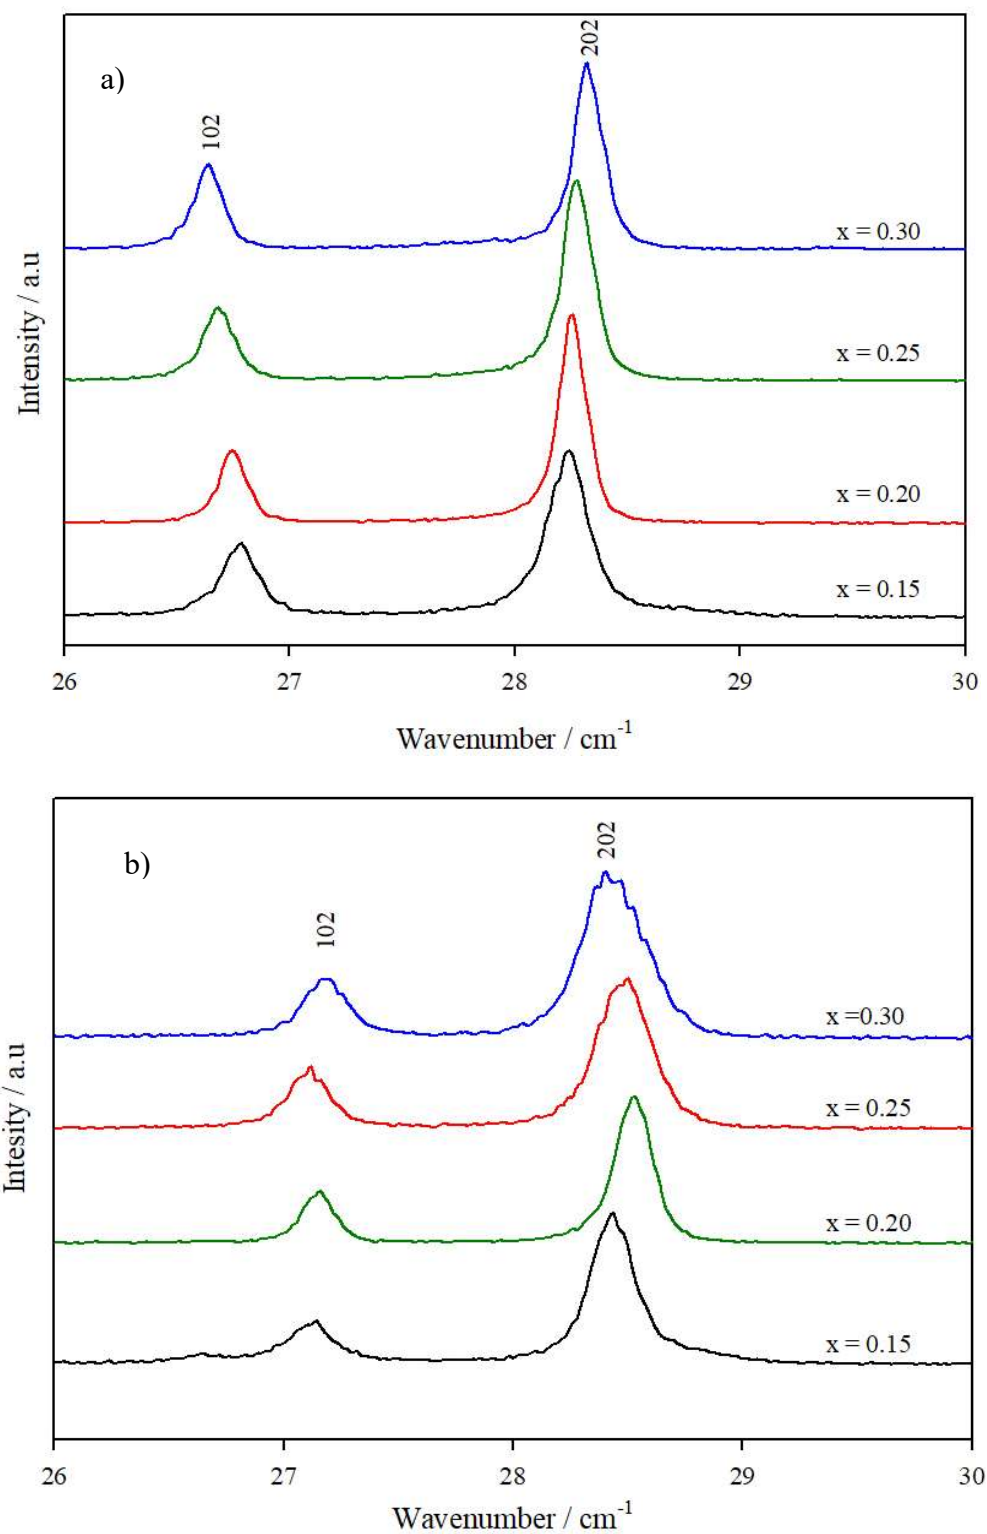 a)
202
102
x = 0.30
x = 0.25
x = 0.20
x = 0.15
Intensity / a.u
26 27 28 29 30
Wavenumber / cm-1
b)
202
102
x =0.30
x = 0.25
x = 0.20
x = 0.15
Intesity / a.u
26 27 28 29 30
Wavenumber / cm-1